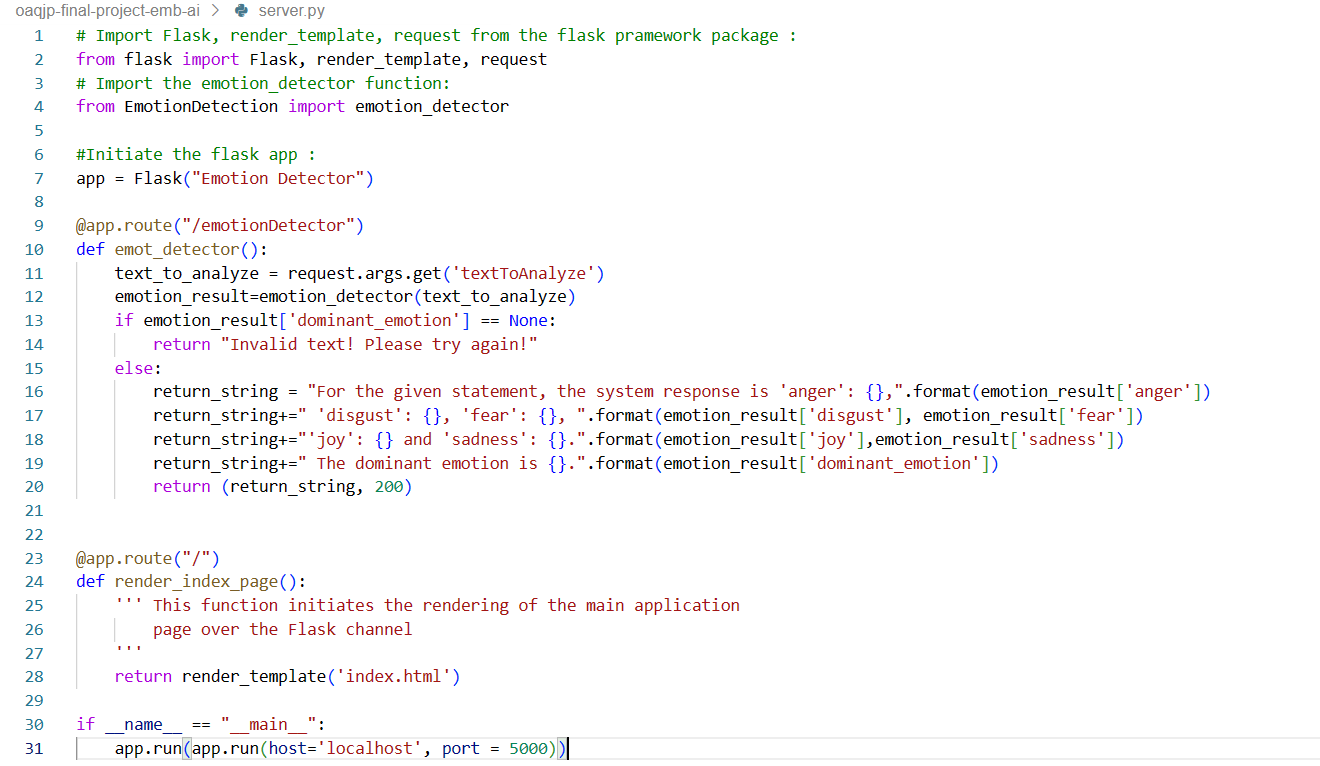 oaqjp-final-project-emb-ai > server.py
1 # Import Flask, render_template, request from the flask pramework package :
2 from flask import Flask, render_template, request
3 # Import the emotion_detector function:
4 from EmotionDetection import emotion_detector
5
6 #Initiate the flask app :
7 app = Flask("Emotion Detector")
8
9 @app.route("/emotionDetector")
10 def emot_detector():
11     text_to_analyze = request.args.get('textToAnalyze')
12     emotion_result=emotion_detector(text_to_analyze)
13     if emotion_result['dominant_emotion'] == None:
14         return "Invalid text! Please try again!"
15     else:
16         return_string = "For the given statement, the system response is 'anger': {},".format(emotion_result['anger'])
17         return_string+=" 'disgust': {}, 'fear': {}, ".format(emotion_result['disgust'], emotion_result['fear'])
18         return_string+="'joy': {} and 'sadness': {}.".format(emotion_result['joy'],emotion_result['sadness'])
19         return_string+=" The dominant emotion is {}.".format(emotion_result['dominant_emotion'])
20         return (return_string, 200)
21
22
23 @app.route("/")
24 def render_index_page():
25     ''' This function initiates the rendering of the main application
26         page over the Flask channel
27     '''
28     return render_template('index.html')
29
30 if __name__ == "__main__":
31     app.run(app.run(host='localhost', port = 5000))